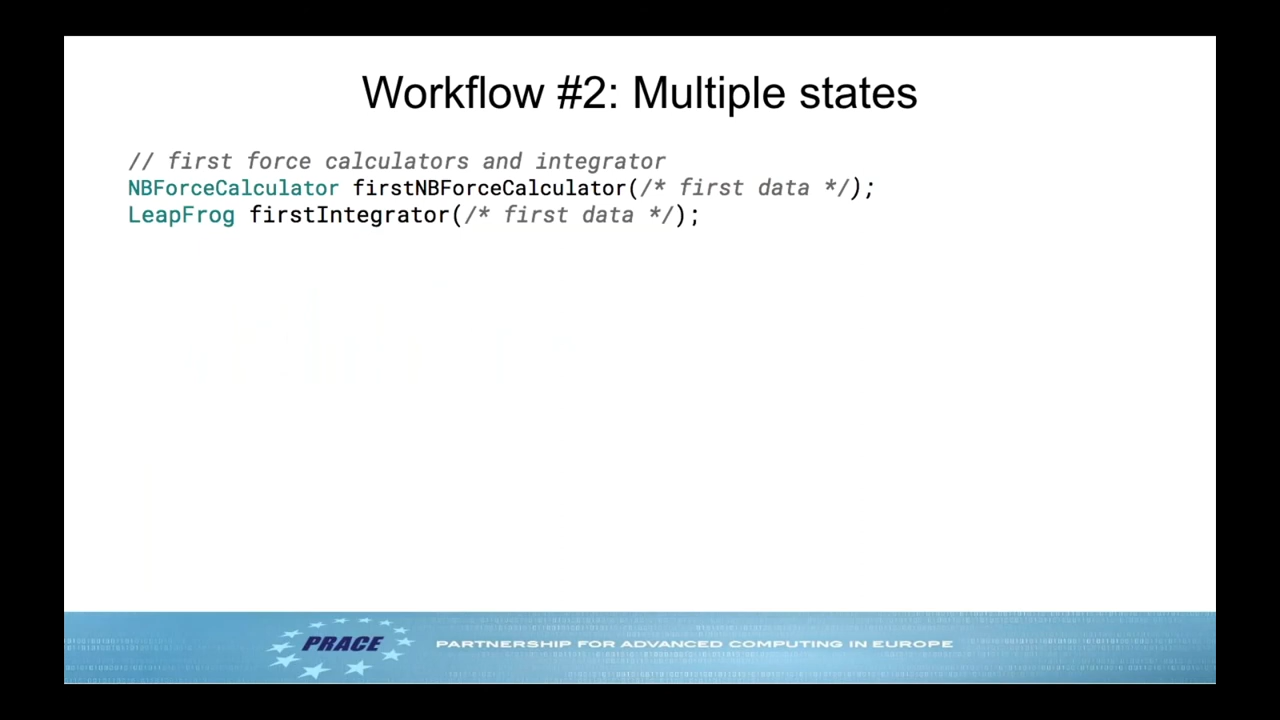 Workflow #2: Multiple states
// first force calculators and integrator
NBForceCalculator firstNBForceCalculator(/* first data */);
LeapFrog firstIntegrator(/* first data */);
PRACE
PARTNERSHIP FOR ADVANCED COMPUTING IN EUROPE